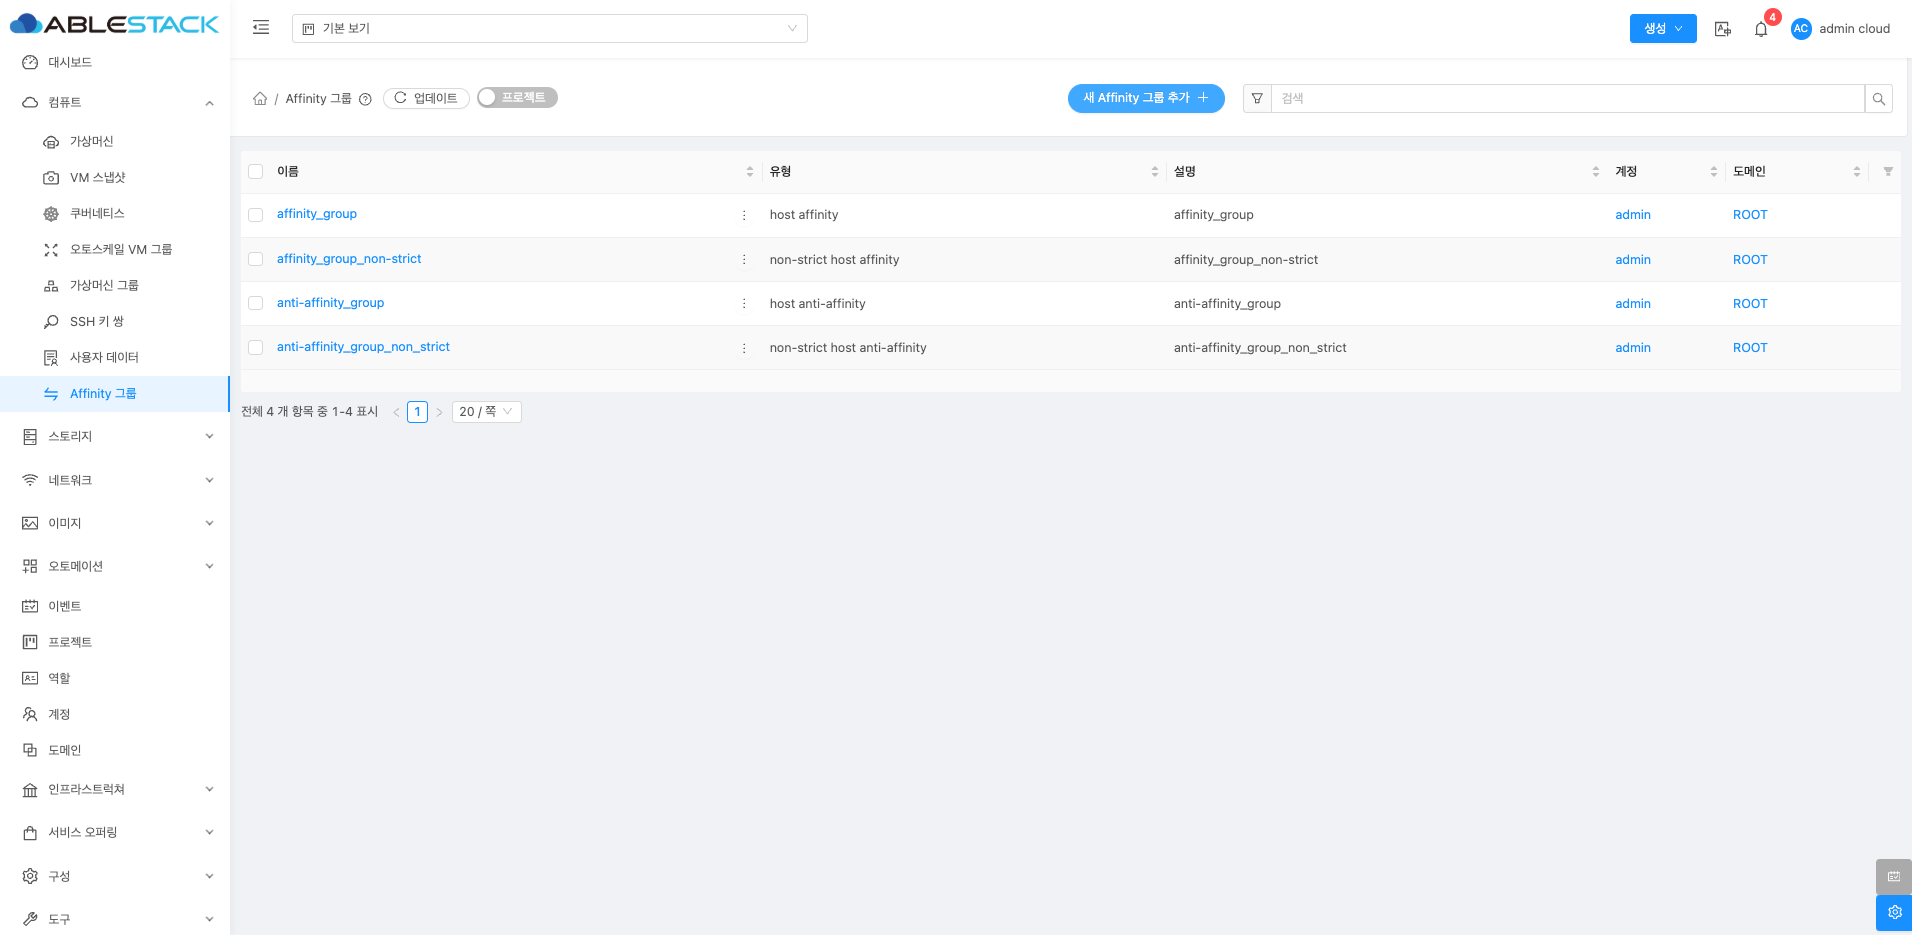 ABLESTACK
기본 보기
생성
4
AC
admin cloud
대시보드
컴퓨트
가상머신
VM 스냅샷
쿠버네티스
오토스케일 VM 그룹
가상머신 그룹
SSH 키 쌍
사용자 데이터
Affinity 그룹
스토리지
네트워크
이미지
오토메이션
이벤트
프로젝트
역할
계정
도메인
인프라스트럭쳐
서비스 오퍼링
구성
도구
/ Affinity 그룹
업데이트
프로젝트
새 Affinity 그룹 추가
검색
이름 유형 설명 계정 도메인
affinity_group host affinity affinity_group admin ROOT
affinity_group_non-strict non-strict host affinity affinity_group_non-strict admin ROOT
anti-affinity_group host anti-affinity anti-affinity_group admin ROOT
anti-affinity_group_non_strict non-strict host anti-affinity anti-affinity_group_non_strict admin ROOT
전체 4 개 항목 중 1-4 표시 < 1 > 20 / 쪽